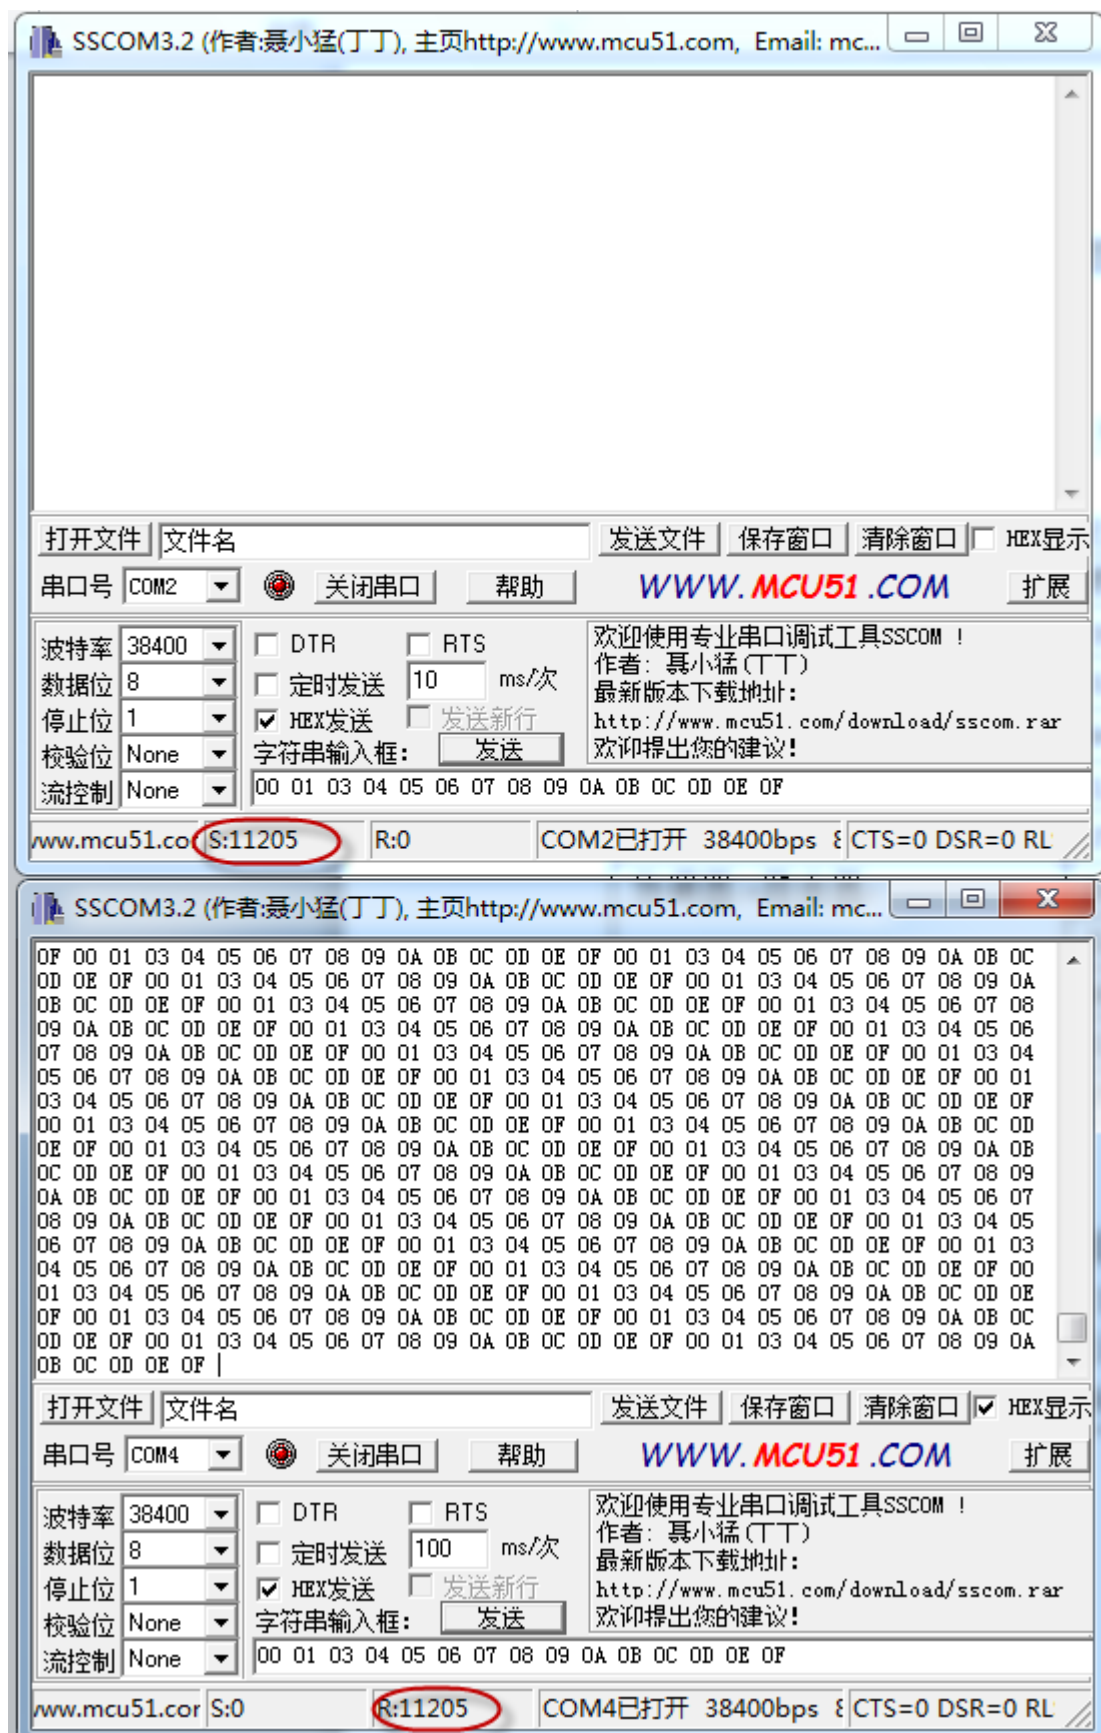 SSCOM3.2 (作者:聂小猛(丁丁), 主页http://www.mcu51.com, Email: mc...
打开文件 文件名 发送文件 保存窗口 清除窗口 HEX显示
串口号 COM2 关闭串口 帮助 WWW.MCU51.COM 扩展
波特率 38400 DTR RTS 欢迎使用专业串口调试工具SSCOM !
作者: 聂小猛(丁丁)
数据位 8 定时发送 10 ms/次 最新版本下载地址:
停止位 1 HEX发送 发送新行 http://www.mcu51.com/download/sscom.rar
校验位 None 字符串输入框: 发送 欢迎提出您的建议!
流控制 None 00 01 03 04 05 06 07 08 09 0A 0B 0C 0D 0E 0F
www.mcu51.cor S:11205 R:0 COM2已打开 38400bps 8 CTS=0 DSR=0 RL
SSCOM3.2 (作者:聂小猛(丁丁), 主页http://www.mcu51.com, Email: mc...
0F 00 01 03 04 05 06 07 08 09 0A 0B 0C 0D 0E 0F 00 01 03 04 05 06 07 08 09 0A 0B 0C
0D 0E 0F 00 01 03 04 05 06 07 08 09 0A 0B 0C 0D 0E 0F 00 01 03 04 05 06 07 08 09 0A
0B 0C 0D 0E 0F 00 01 03 04 05 06 07 08 09 0A 0B 0C 0D 0E 0F 00 01 03 04 05 06 07 08
09 0A 0B 0C 0D 0E 0F 00 01 03 04 05 06 07 08 09 0A 0B 0C 0D 0E 0F 00 01 03 04 05 06
07 08 09 0A 0B 0C 0D 0E 0F 00 01 03 04 05 06 07 08 09 0A 0B 0C 0D 0E 0F 00 01 03 04
05 06 07 08 09 0A 0B 0C 0D 0E 0F 00 01 03 04 05 06 07 08 09 0A 0B 0C 0D 0E 0F 00 01
03 04 05 06 07 08 09 0A 0B 0C 0D 0E 0F 00 01 03 04 05 06 07 08 09 0A 0B 0C 0D 0E 0F
00 01 03 04 05 06 07 08 09 0A 0B 0C 0D 0E 0F 00 01 03 04 05 06 07 08 09 0A 0B 0C 0D
0E 0F 00 01 03 04 05 06 07 08 09 0A 0B 0C 0D 0E 0F 00 01 03 04 05 06 07 08 09 0A 0B
0C 0D 0E 0F 00 01 03 04 05 06 07 08 09 0A 0B 0C 0D 0E 0F 00 01 03 04 05 06 07 08 09
0A 0B 0C 0D 0E 0F 00 01 03 04 05 06 07 08 09 0A 0B 0C 0D 0E 0F 00 01 03 04 05 06 07
08 09 0A 0B 0C 0D 0E 0F 00 01 03 04 05 06 07 08 09 0A 0B 0C 0D 0E 0F 00 01 03 04 05
06 07 08 09 0A 0B 0C 0D 0E 0F 00 01 03 04 05 06 07 08 09 0A 0B 0C 0D 0E 0F 00 01 03
04 05 06 07 08 09 0A 0B 0C 0D 0E 0F 00 01 03 04 05 06 07 08 09 0A 0B 0C 0D 0E 0F 00
01 03 04 05 06 07 08 09 0A 0B 0C 0D 0E 0F 00 01 03 04 05 06 07 08 09 0A 0B 0C 0D 0E
0F 00 01 03 04 05 06 07 08 09 0A 0B 0C 0D 0E 0F 00 01 03 04 05 06 07 08 09 0A 0B 0C
0D 0E 0F 00 01 03 04 05 06 07 08 09 0A 0B 0C 0D 0E 0F 00 01 03 04 05 06 07 08 09 0A
0B 0C 0D 0E 0F
打开文件 文件名 发送文件 保存窗口 清除窗口 HEX显示
串口号 COM4 关闭串口 帮助 WWW.MCU51.COM 扩展
波特率 38400 DTR RTS 欢迎使用专业串口调试工具SSCOM !
作者: 聂小猛(丁丁)
数据位 8 定时发送 100 ms/次 最新版本下载地址:
停止位 1 HEX发送 发送新行 http://www.mcu51.com/download/sscom.rar
校验位 None 字符串输入框: 发送 欢迎提出您的建议!
流控制 None 00 01 03 04 05 06 07 08 09 0A 0B 0C 0D 0E 0F
www.mcu51.cor S:0 R:11205 COM4已打开 38400bps 8 CTS=0 DSR=0 RL